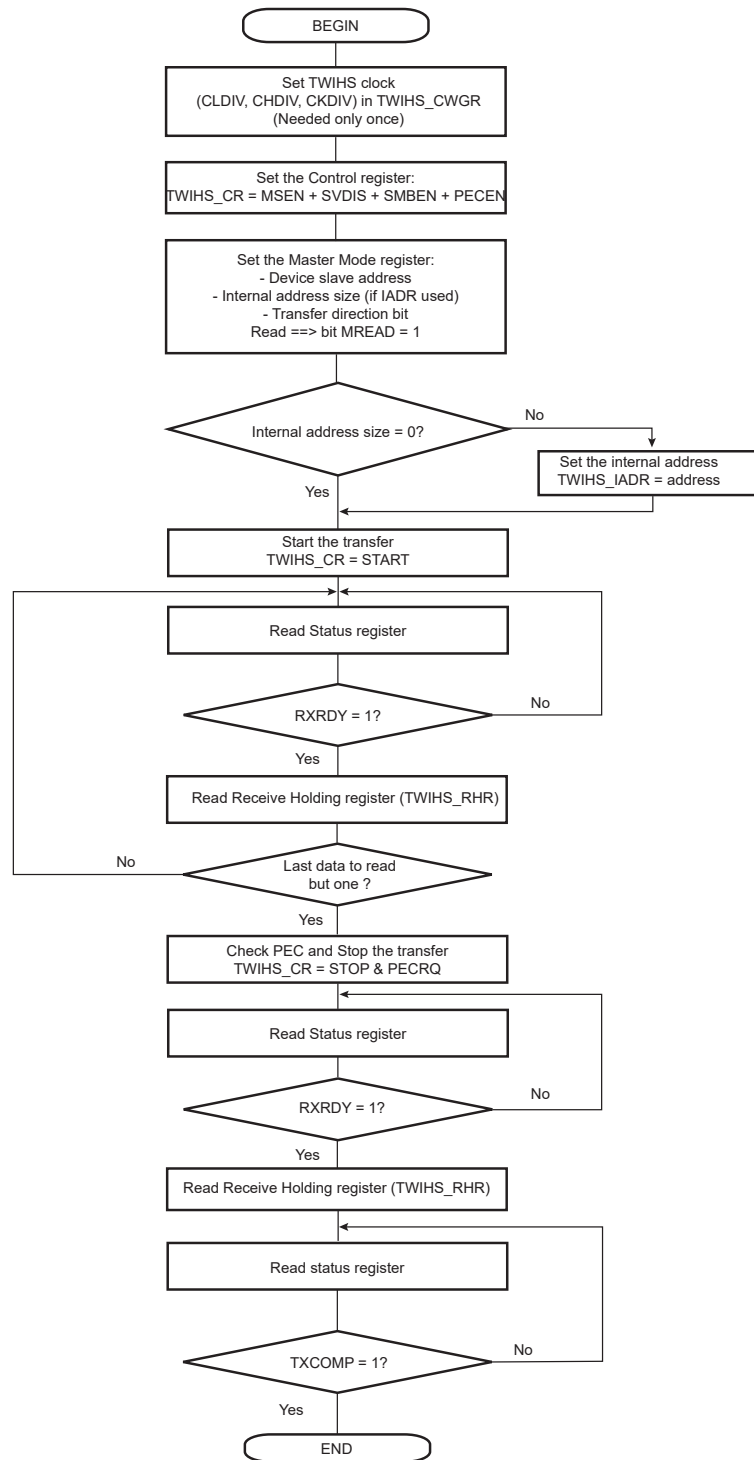 BEGIN
Set TWIHS clock
(CLDIV, CHDIV, CKDIV) in TWIHS_CWGR
(Needed only once)
Set the Control register:
TWIHS_CR = MSEN + SVDIS + SMBEN + PECEN
Set the Master Mode register:
- Device slave address
- Internal address size (if IADR used)
- Transfer direction bit
Read ==> bit MREAD = 1
Internal address size = 0?
No
Set the internal address
TWIHS_IADR = address
Yes
Start the transfer
TWIHS_CR = START
Read Status register
RXRDY = 1?
No
Yes
Read Receive Holding register (TWIHS_RHR)
Last data to read
but one ?
No
Yes
Check PEC and Stop the transfer
TWIHS_CR = STOP & PECRQ
Read Status register
RXRDY = 1?
No
Yes
Read Receive Holding register (TWIHS_RHR)
Read status register
TXCOMP = 1?
No
Yes
END